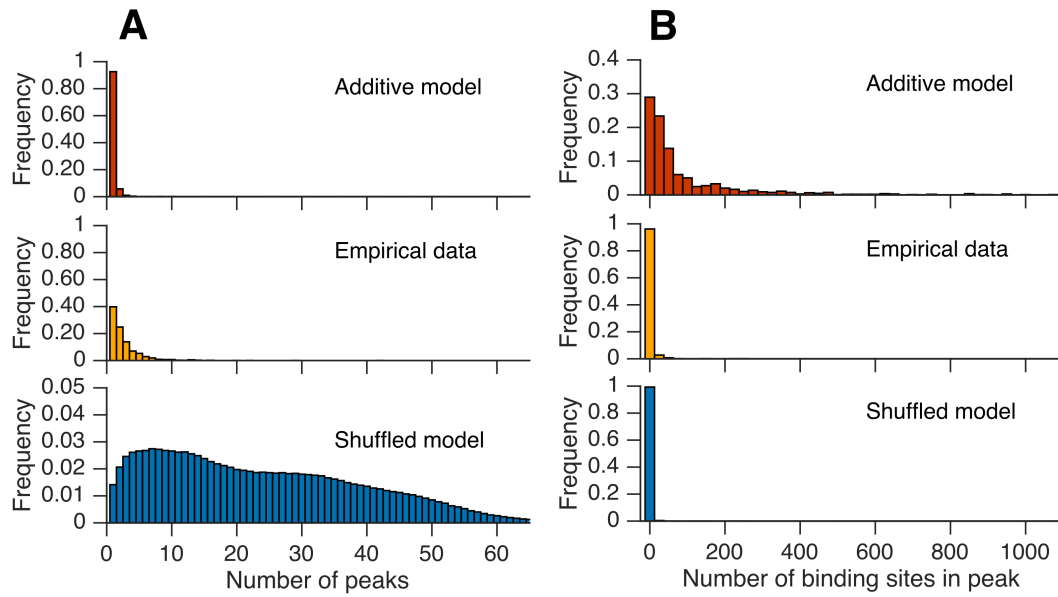 A
Frequency
1
0.80
0.60
0.40
0.20
0
Additive model
Frequency
1
0.80
0.60
0.40
0.20
0
Empirical data
Frequency
0.05
0.04
0.03
0.02
0.01
0
Shuffled model
0 10 20 30 40 50 60
Number of peaks
B
Frequency
0.4
0.3
0.2
0.1
0
Additive model
Frequency
1
0.8
0.6
0.4
0.2
0
Empirical data
Frequency
1
0.8
0.6
0.4
0.2
0
Shuffled model
0 200 400 600 800 1000
Number of binding sites in peak